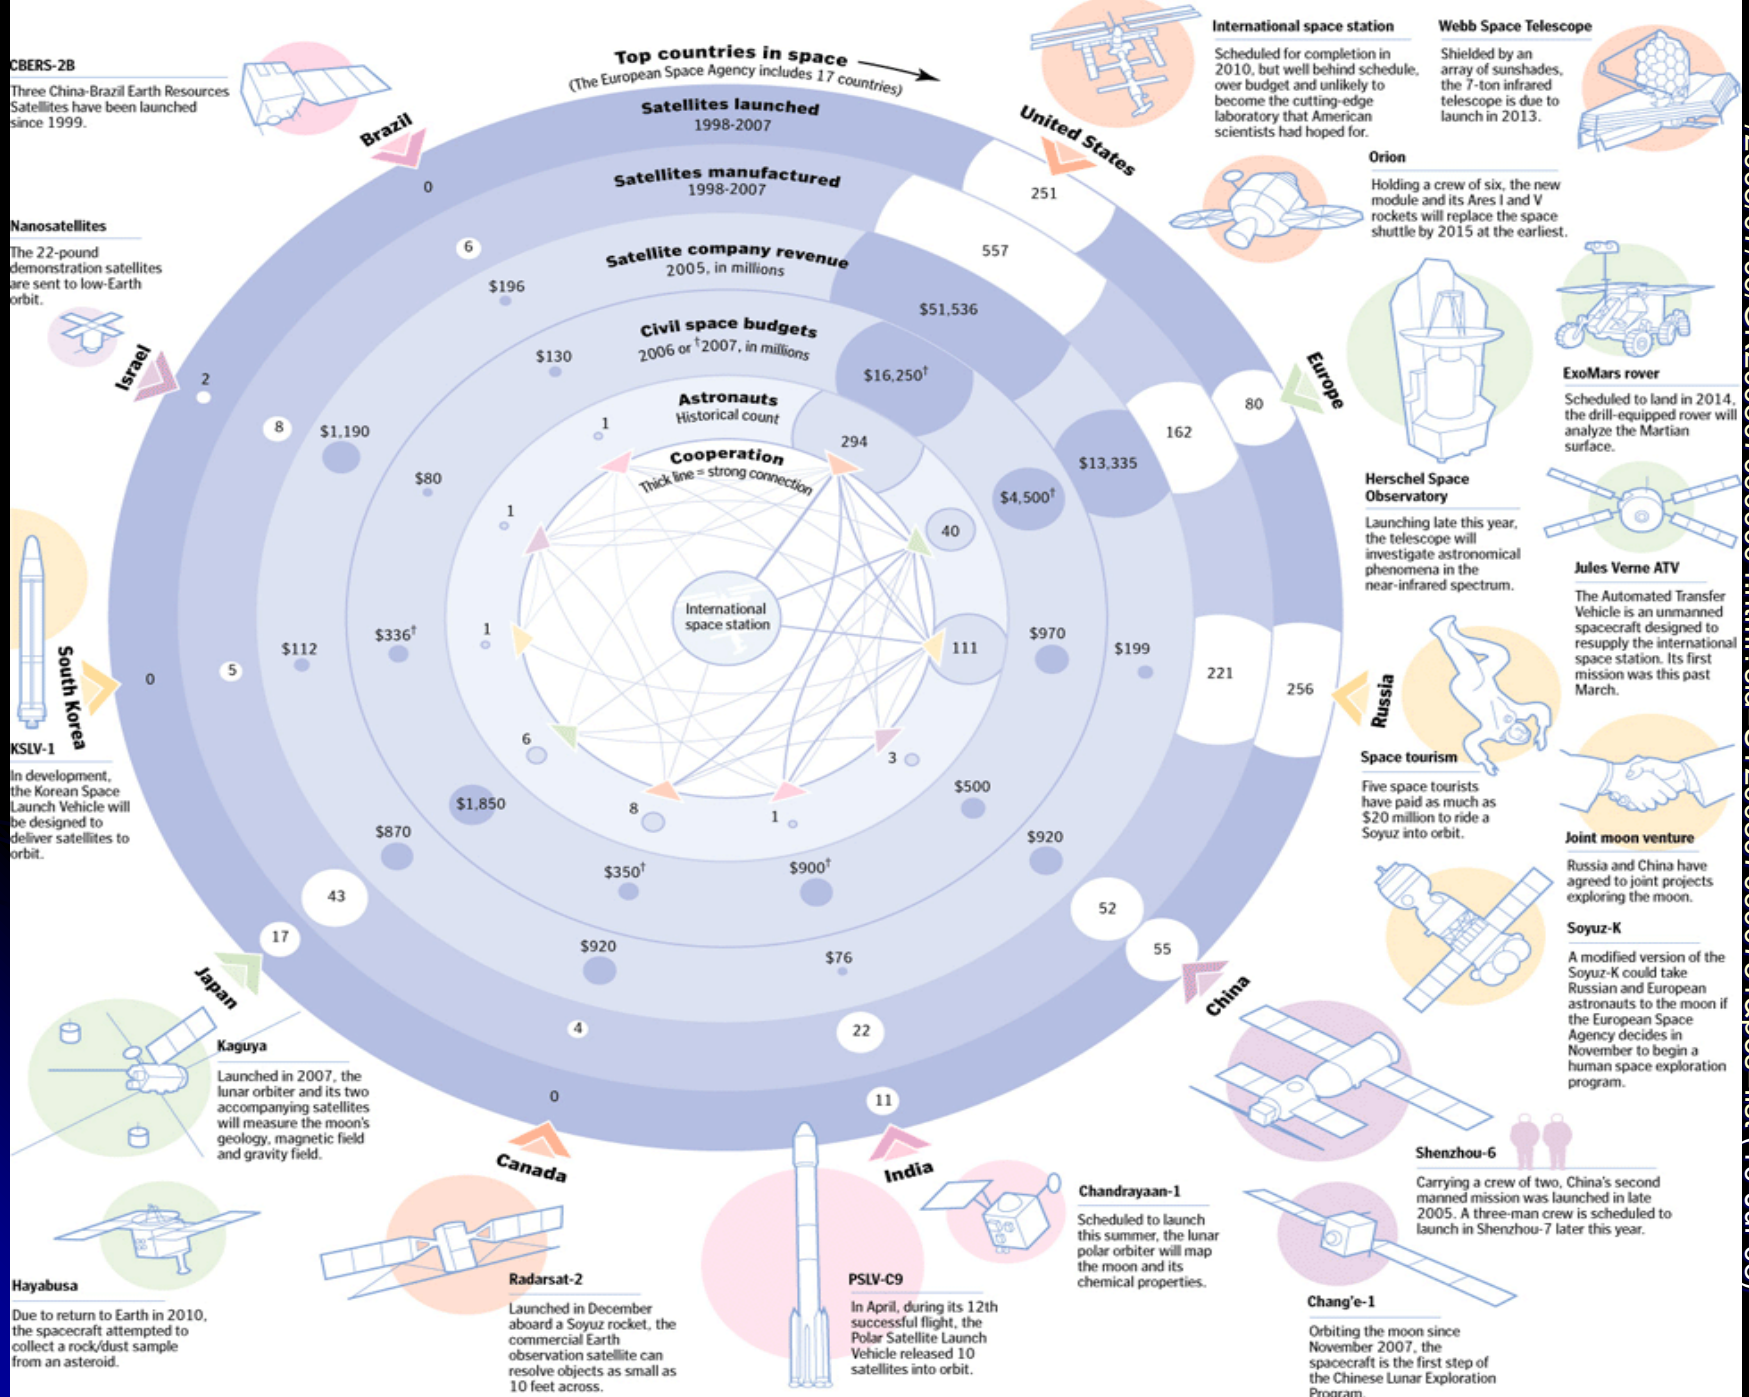 Top countries in space
(The European Space Agency includes 17 countries)
Satellites launched
1998-2007
Satellites manufactured
1998-2007
Satellite company revenue
2005, in millions
Civil space budgets
2006 or †2007, in millions
Astronauts
Historical count
Cooperation
Thick line = strong connection
International
space station
United States
251
557
$51,536
$16,250†
294
Europe
80
162
$13,335
$4,500†
40
Russia
256
221
$199
$970
111
China
55
52
$920
$500
3
India
11
22
$76
$900†
1
Canada
0
4
$920
$350†
8
Japan
17
43
$870
$1,850
6
South Korea
0
5
$112
$336†
1
Israel
2
8
$1,190
$80
1
Brazil
0
6
$196
$130
1
CBERS-2B
Three China-Brazil Earth Resources
Satellites have been launched
since 1999.
Nanosatellites
The 22-pound
demonstration satellites
are sent to low-Earth
orbit.
KSLV-1
In development,
the Korean Space
Launch Vehicle will
be designed to
deliver satellites to
orbit.
Kaguya
Launched in 2007, the
lunar orbiter and its two
accompanying satellites
will measure the moon's
geology, magnetic field
and gravity field.
Hayabusa
Due to return to Earth in 2010,
the spacecraft attempted to
collect a rock/dust sample
from an asteroid.
Radarsat-2
Launched in December
aboard a Soyuz rocket, the
commercial Earth
observation satellite can
resolve objects as small as
10 feet across.
PSLV-C9
In April, during its 12th
successful flight, the
Polar Satellite Launch
Vehicle released 10
satellites into orbit.
Chandrayaan-1
Scheduled to launch
this summer, the lunar
polar orbiter will map
the moon and its
chemical properties.
International space station
Scheduled for completion in
2010, but well behind schedule,
over budget and unlikely to
become the cutting-edge
laboratory that American
scientists had hoped for.
Webb Space Telescope
Shielded by an
array of sunshades,
the 7-ton infrared
telescope is due to
launch in 2013.
Orion
Holding a crew of six, the new
module and its Ares I and V
rockets will replace the space
shuttle by 2015 at the earliest.
ExoMars rover
Scheduled to land in 2014,
the drill-equipped rover will
analyze the Martian
surface.
Herschel Space
Observatory
Launching late this year,
the telescope will
investigate astronomical
phenomena in the
near-infrared spectrum.
Jules Verne ATV
The Automated Transfer
Vehicle is an unmanned
spacecraft designed to
resupply the international
space station. Its first
mission was this past
March.
Space tourism
Five space tourists
have paid as much as
$20 million to ride a
Soyuz into orbit.
Joint moon venture
Russia and China have
agreed to joint projects
exploring the moon.
Soyuz-K
A modified version of the
Soyuz-K could take
Russian and European
astronauts to the moon if
the European Space
Agency decides in
November to begin a
human space exploration
program.
Shenzhou-6
Carrying a crew of two, China's second
manned mission was launched in late
2005. A three-man crew is scheduled to
launch in Shenzhou-7 later this year.
Chang'e-1
Orbiting the moon since
November 2007, the
spacecraft is the first step of
the Chinese Lunar Exploration
Program.